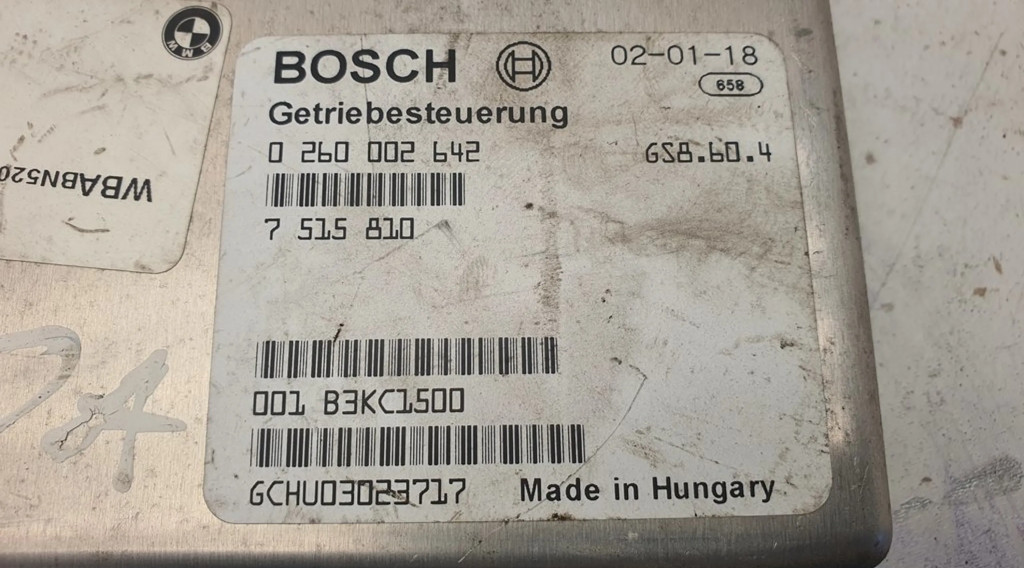 BMW
WBABN520
BOSCH
02-01-18
658
Getriebesteuerung
0 260 002 642
GS8.60.4
7 515 810
001 B3KC1500
GCHU03023717
Made in Hungary